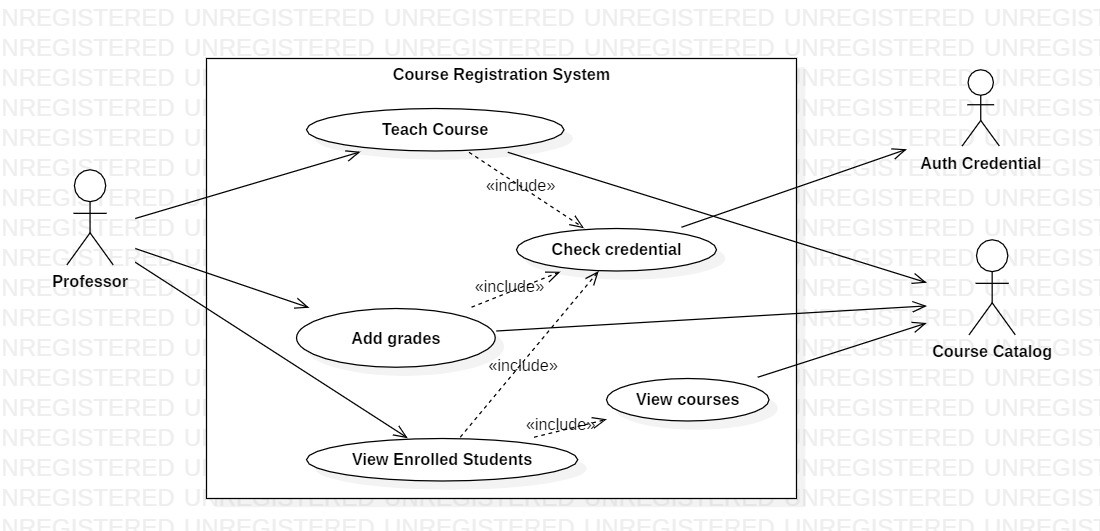 Course Registration System
Teach Course
«include»
Auth Credential
Check credential
Professor
«include»
Add grades
Course Catalog
«include»
View courses
«include»
View Enrolled Students
UNREGISTERED UNREGISTERED UNREGISTERED UNREGISTERED UNREGISTERED